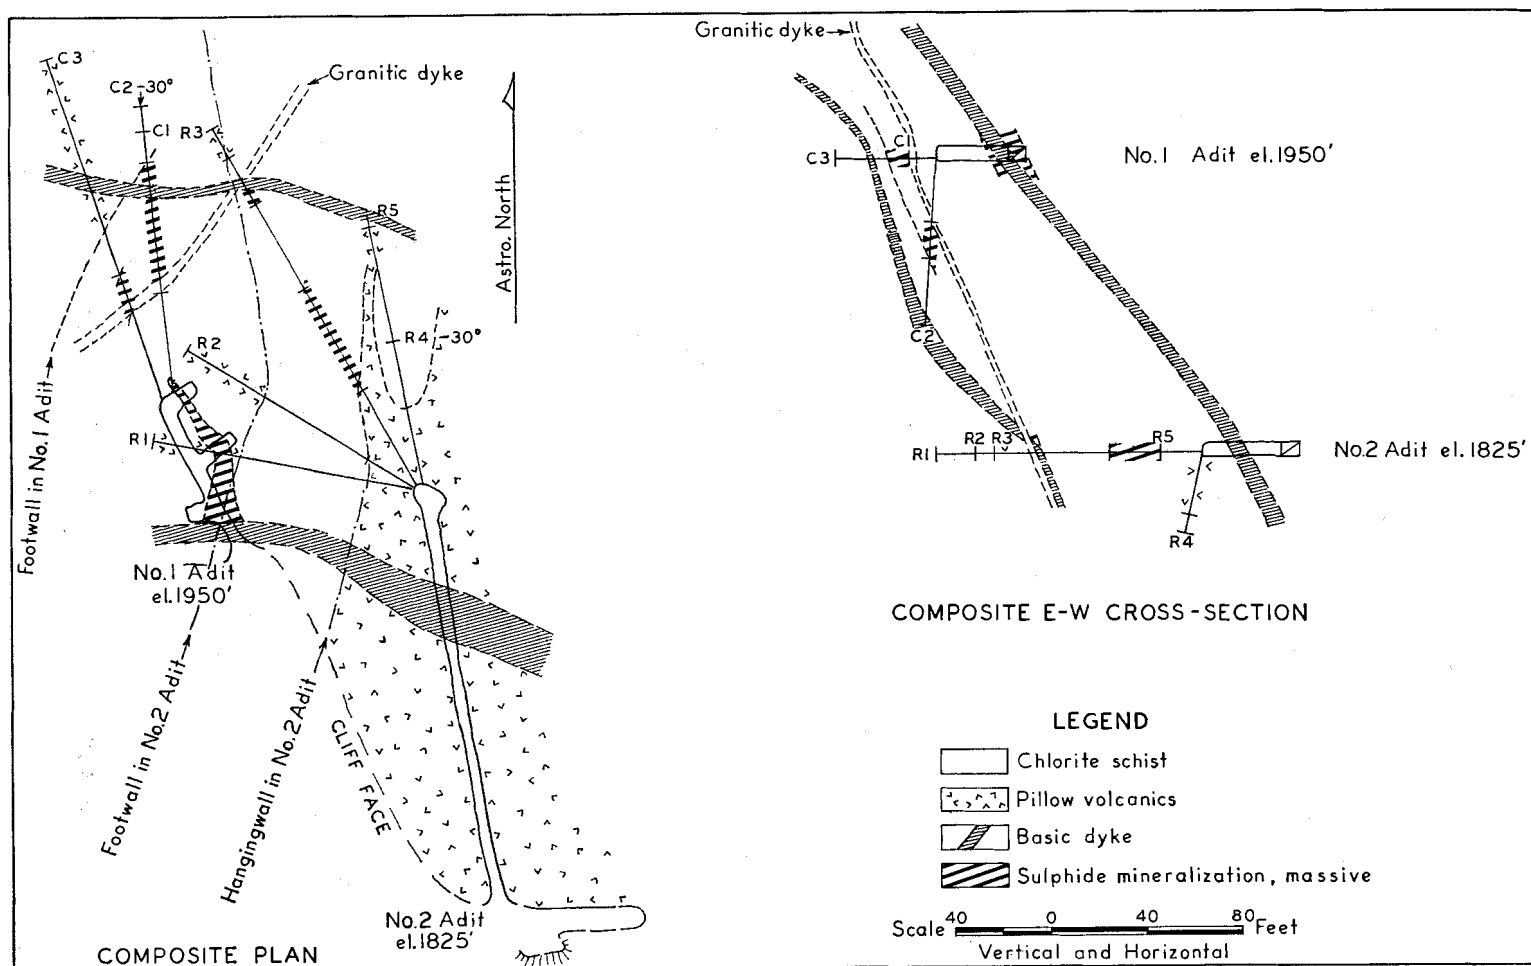 C3
C2 -30°
C1
R3
Granitic dyke
R5
Astro. North
R4 -30°
R2
R1
Footwall in No.1 Adit
No.1 Adit
el.1950'
Footwall in No.2 Adit
Hangingwall in No.2 Adit
CLIFF FACE
No.2 Adit
el.1825'
COMPOSITE PLAN
Granitic dyke
C3
C1
No.1 Adit el.1950'
C2
R1
R2
R3
R5
No.2 Adit el.1825'
R4
COMPOSITE E-W CROSS-SECTION
LEGEND
Chlorite schist
Pillow volcanics
Basic dyke
Sulphide mineralization, massive
Scale 40 0 40 80 Feet
Vertical and Horizontal